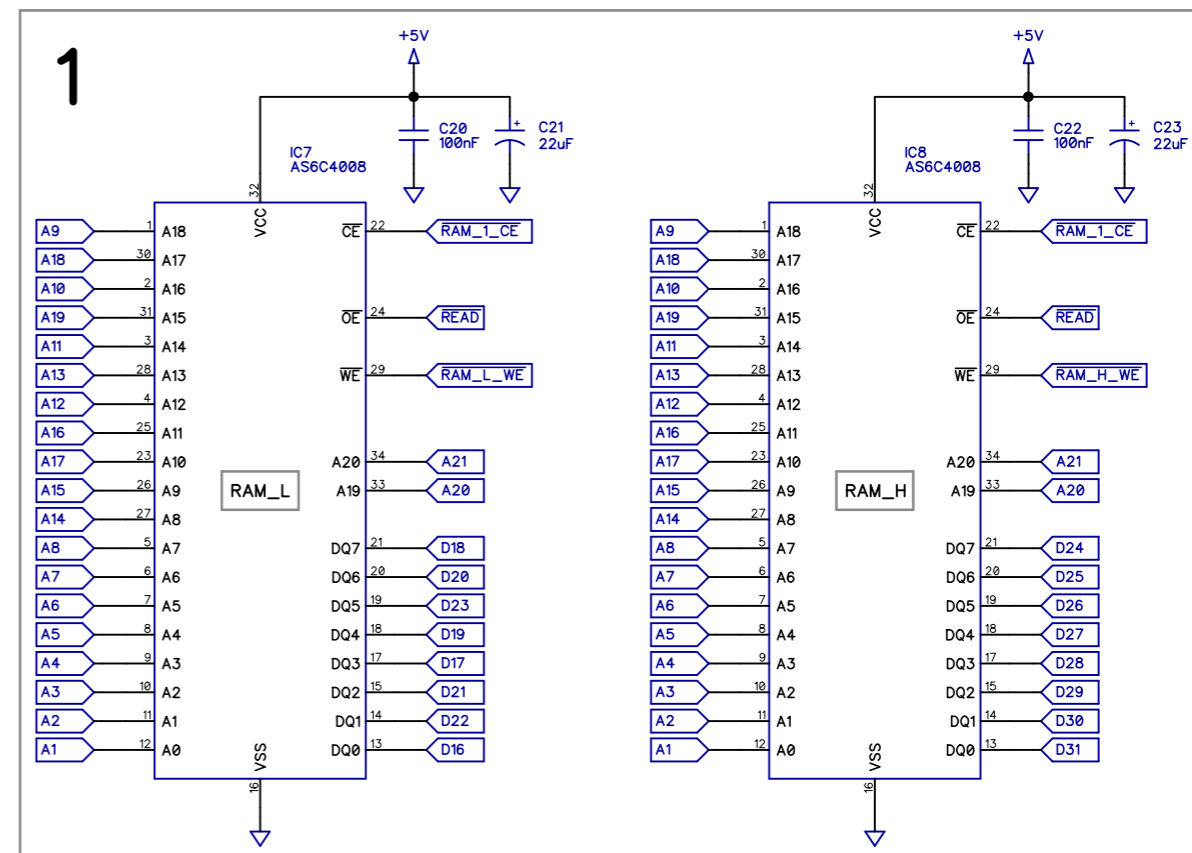 1
+5V
C20
100nF
C21
22uF
IC7
AS6C4008
32
VCC
A9 1 A18
A18 30 A17
A10 2 A16
A19 31 A15
A11 3 A14
A13 28 A13
A12 4 A12
A16 25 A11
A17 23 A10
A15 26 A9
A14 27 A8
A8 5 A7
A7 6 A6
A6 7 A5
A5 8 A4
A4 9 A3
A3 10 A2
A2 11 A1
A1 12 A0
RAM_L
CE 22 RAM_1_CE
OE 24 READ
WE 29 RAM_L_WE
A20 34 A21
A19 33 A20
DQ7 21 D18
DQ6 20 D20
DQ5 19 D23
DQ4 18 D19
DQ3 17 D17
DQ2 15 D21
DQ1 14 D22
DQ0 13 D16
VSS
16
+5V
C22
100nF
C23
22uF
IC8
AS6C4008
32
VCC
A9 1 A18
A18 30 A17
A10 2 A16
A19 31 A15
A11 3 A14
A13 28 A13
A12 4 A12
A16 25 A11
A17 23 A10
A15 26 A9
A14 27 A8
A8 5 A7
A7 6 A6
A6 7 A5
A5 8 A4
A4 9 A3
A3 10 A2
A2 11 A1
A1 12 A0
RAM_H
CE 22 RAM_1_CE
OE 24 READ
WE 29 RAM_H_WE
A20 34 A21
A19 33 A20
DQ7 21 D24
DQ6 20 D25
DQ5 19 D26
DQ4 18 D27
DQ3 17 D28
DQ2 15 D29
DQ1 14 D30
DQ0 13 D31
VSS
16